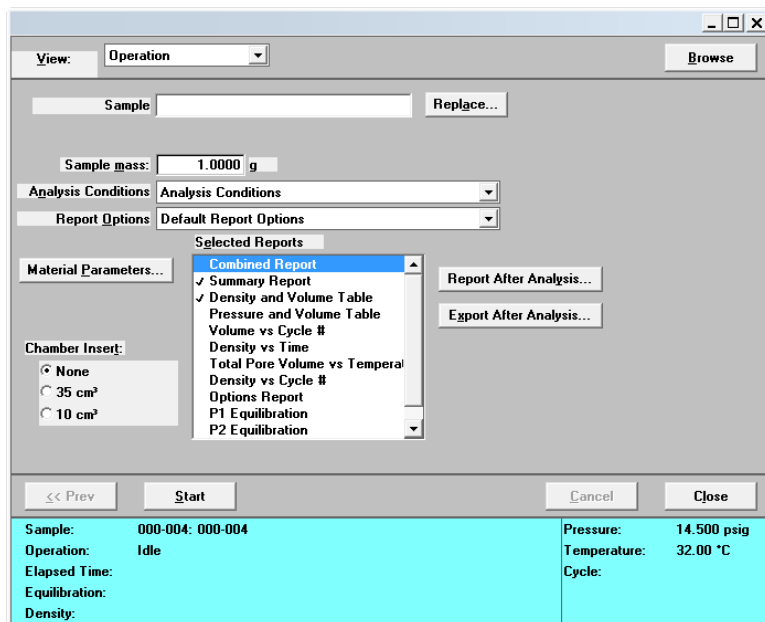 View: Operation Browse
Sample Replace...
Sample mass: 1.0000 g
Analysis Conditions Analysis Conditions
Report Options Default Report Options
Selected Reports
Combined Report
Material Parameters... ✓ Summary Report Report After Analysis...
✓ Density and Volume Table
Pressure and Volume Table Export After Analysis...
Volume vs Cycle #
Chamber Insert: Density vs Time
None Total Pore Volume vs Temperat
Density vs Cycle #
35 cm³ Options Report
10 cm³ P1 Equilibration
P2 Equilibration
<< Prev Start Cancel Close
Sample: 000-004: 000-004 Pressure: 14.500 psig
Operation: Idle Temperature: 32.00 °C
Elapsed Time: Cycle:
Equilibration:
Density: